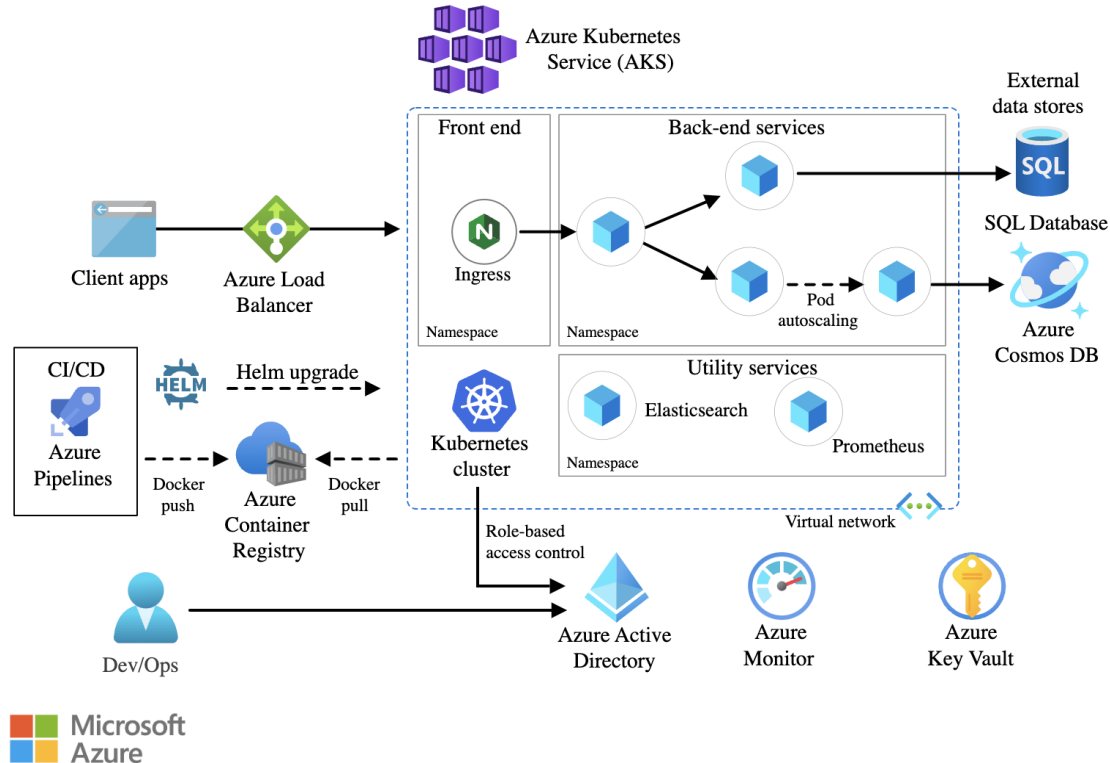 Azure Kubernetes
Service (AKS)
External
data stores
Front end
Back-end services
SQL
SQL Database
Client apps
Azure Load
Balancer
N
Ingress
Pod
autoscaling
Namespace
Namespace
Azure
Cosmos DB
CI/CD
Azure
Pipelines
HELM
Helm upgrade
Kubernetes
cluster
Utility services
Elasticsearch
Prometheus
Namespace
Docker
push
Azure
Container
Registry
Docker
pull
Virtual network
Role-based
access control
Dev/Ops
Azure Active
Directory
Azure
Monitor
Azure
Key Vault
Microsoft
Azure